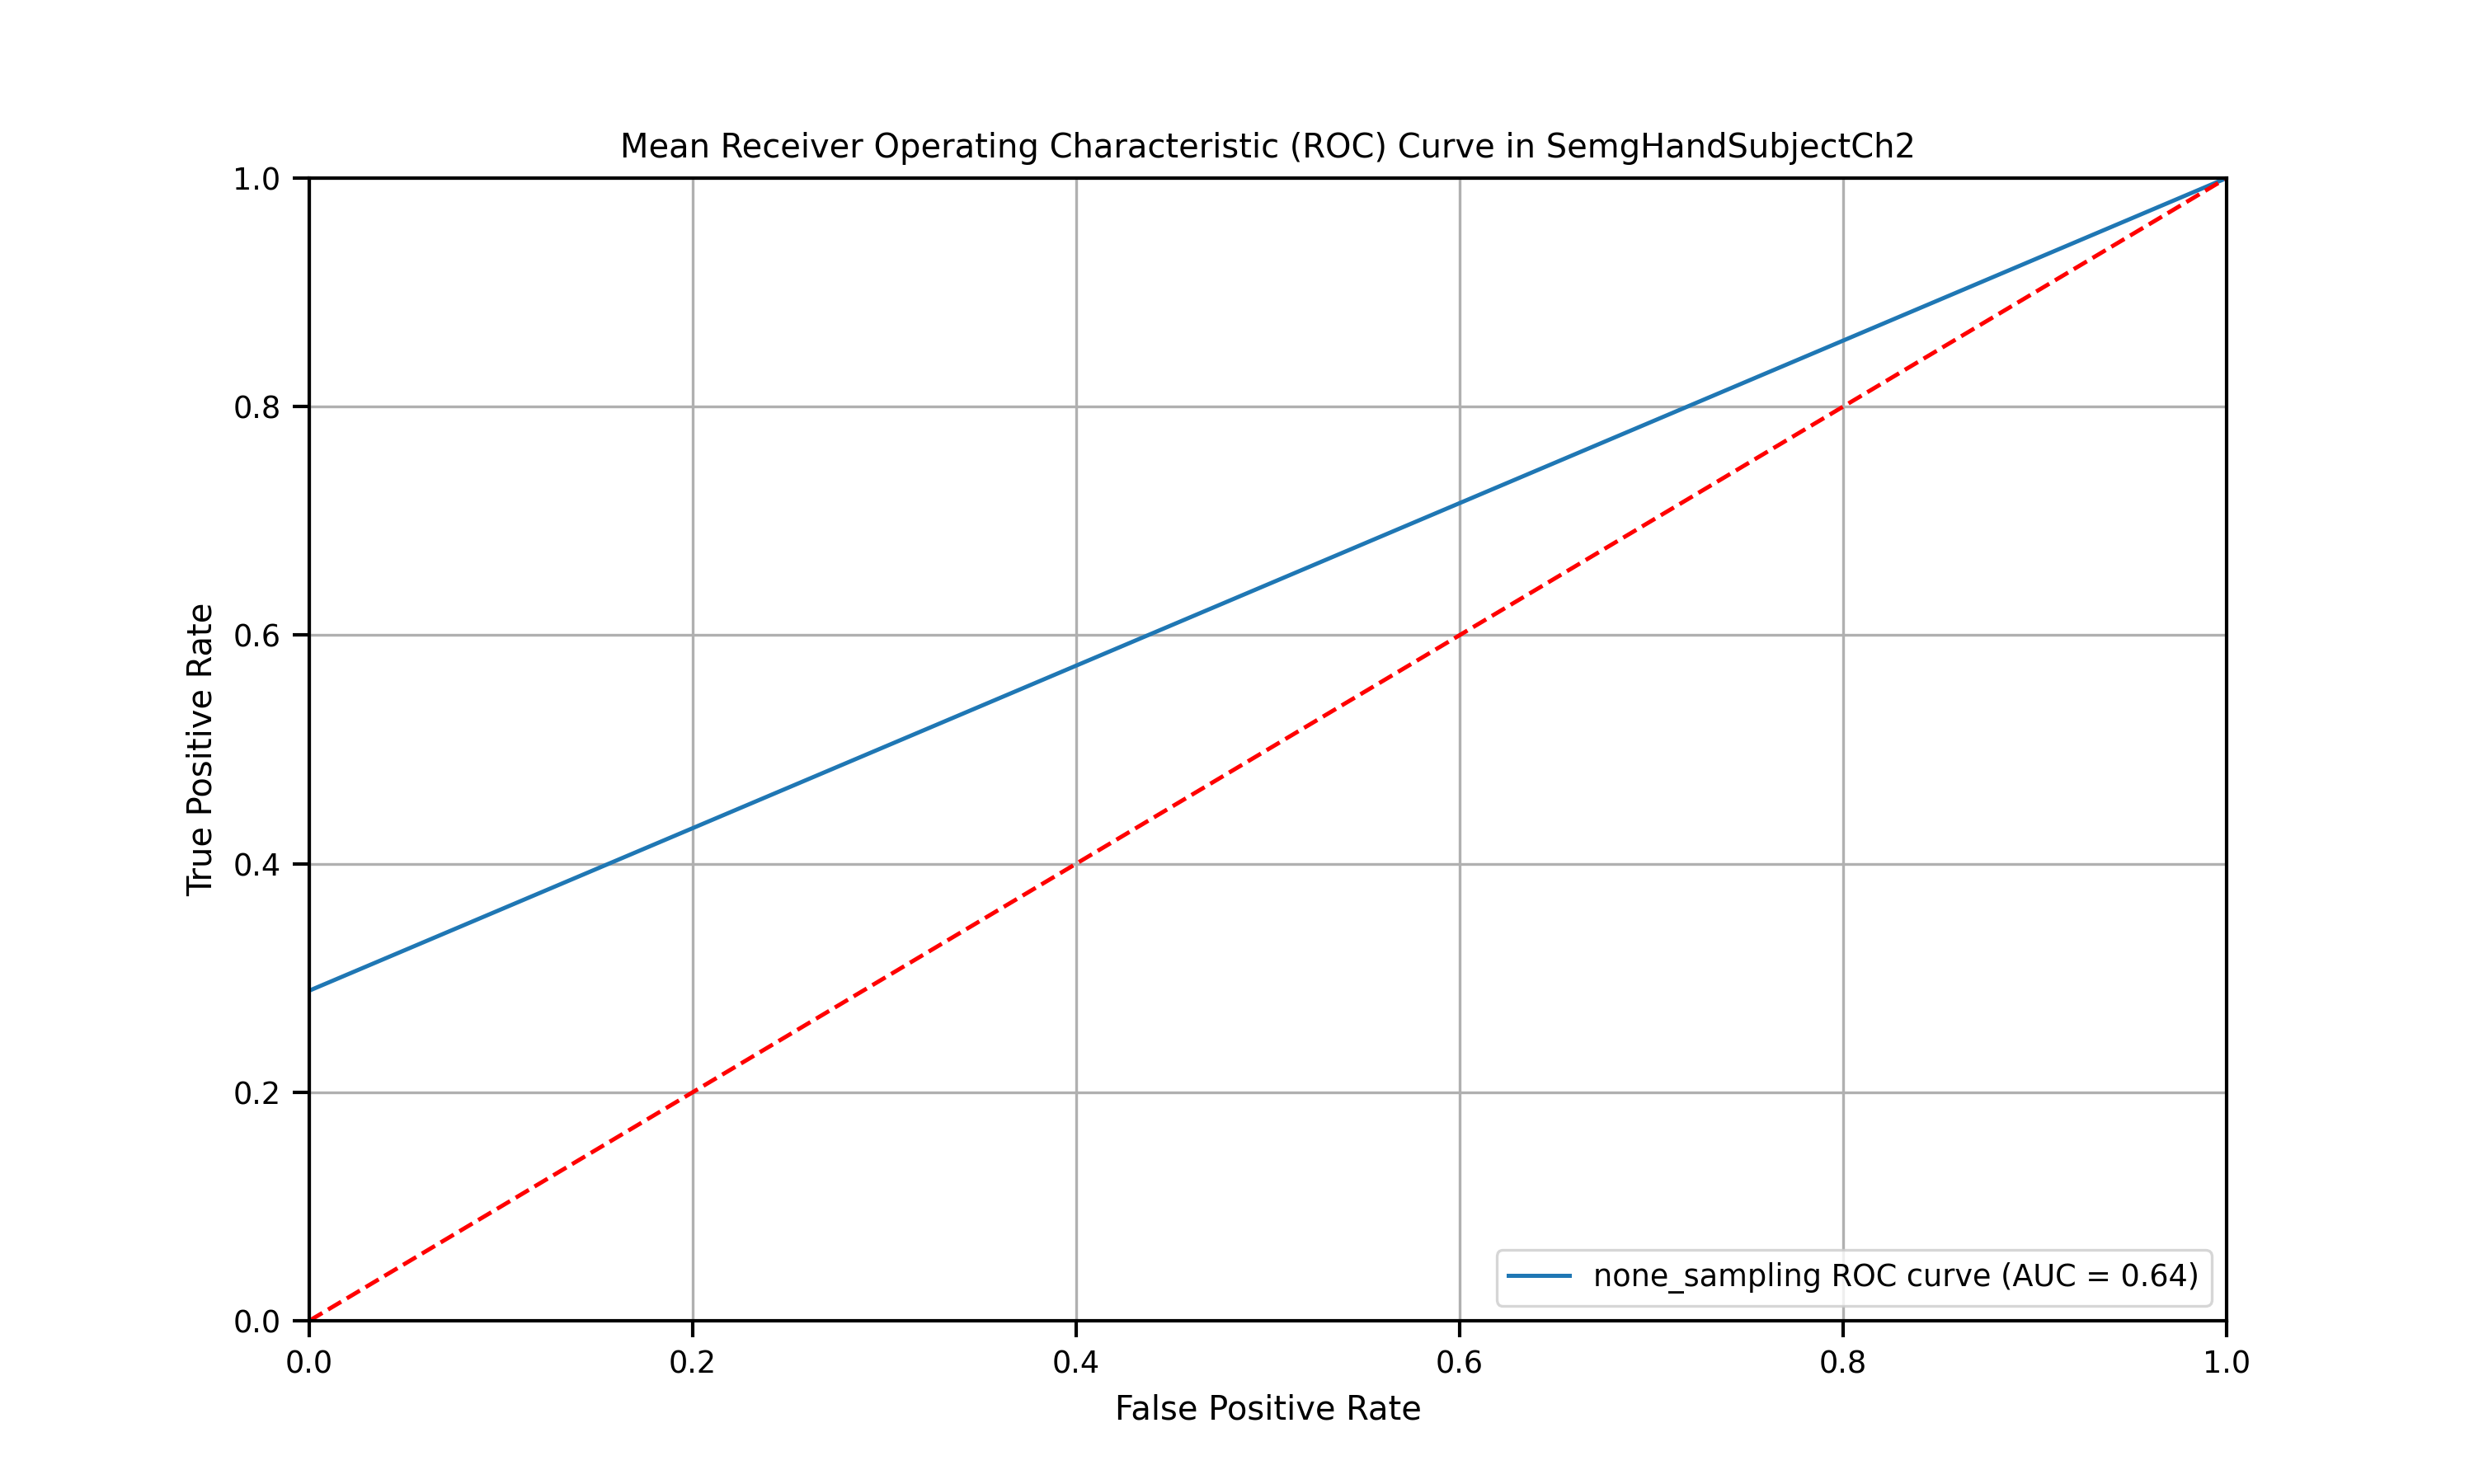 Mean Receiver Operating Characteristic (ROC) Curve in SemgHandSubjectCh2
1.0
0.8
0.6
0.4
0.2
0.0
True Positive Rate
none_sampling ROC curve (AUC = 0.64)
0.0 0.2 0.4 0.6 0.8 1.0
False Positive Rate